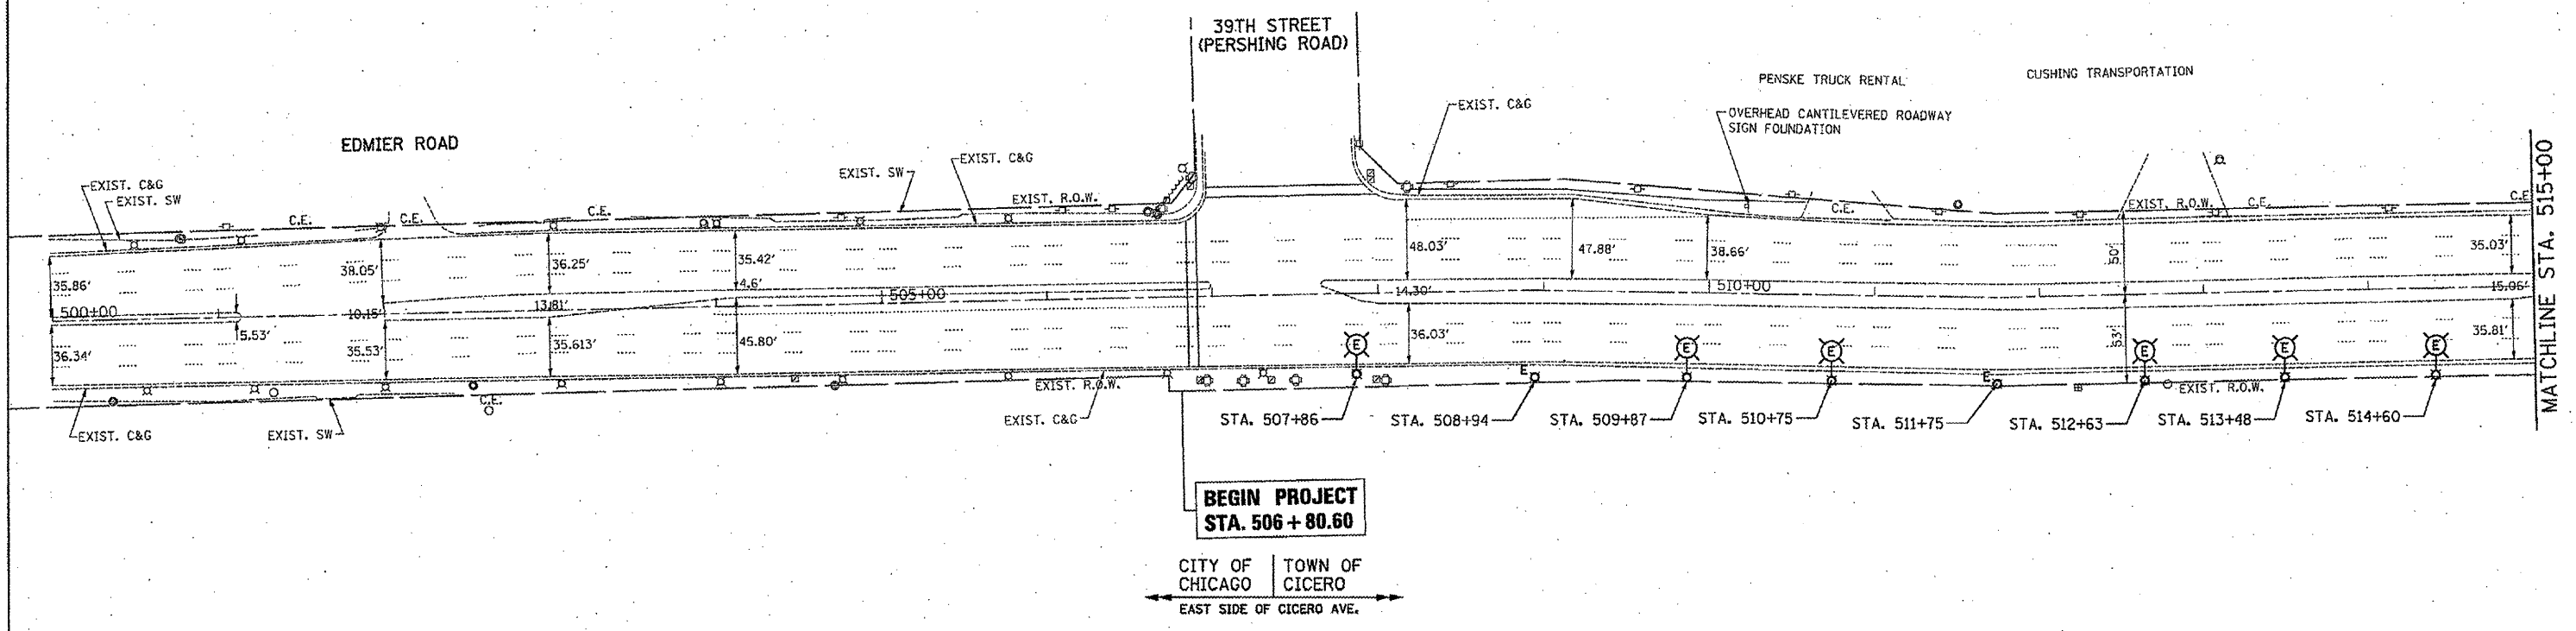 39TH STREET
(PERSHING ROAD)
PENSKE TRUCK RENTAL
CUSHING TRANSPORTATION
EXIST. C&G
OVERHEAD CANTILEVERED ROADWAY
SIGN FOUNDATION
EDMIER ROAD
EXIST. SW
EXIST. C&G
EXIST. C&G
EXIST. SW
EXIST. R.O.W.
C.E.
C.E.
C.E.
C.E.
EXIST. R.O.W.
C.E.
C.E.
MATCHLINE STA. 515+00
35.86'
38.05'
36.25'
35.42'
4.6'
48.03'
47.88'
38.66'
50'
35.03'
500+00
5.53'
10.15'
13.81'
505+00
14.30'
510+00
15.06'
36.34'
35.53'
35.613'
45.80'
36.03'
53'
35.81'
E
E
E
E
E
E
E
E
C.E.
EXIST. R.O.W.
EXIST. R.O.W.
EXIST. C&G
EXIST. SW
EXIST. C&G
STA. 507+86
STA. 508+94
STA. 509+87
STA. 510+75
STA. 511+75
STA. 512+63
STA. 513+48
STA. 514+60
BEGIN PROJECT
STA. 506+80.60
CITY OF
CHICAGO
TOWN OF
CICERO
EAST SIDE OF CICERO AVE.